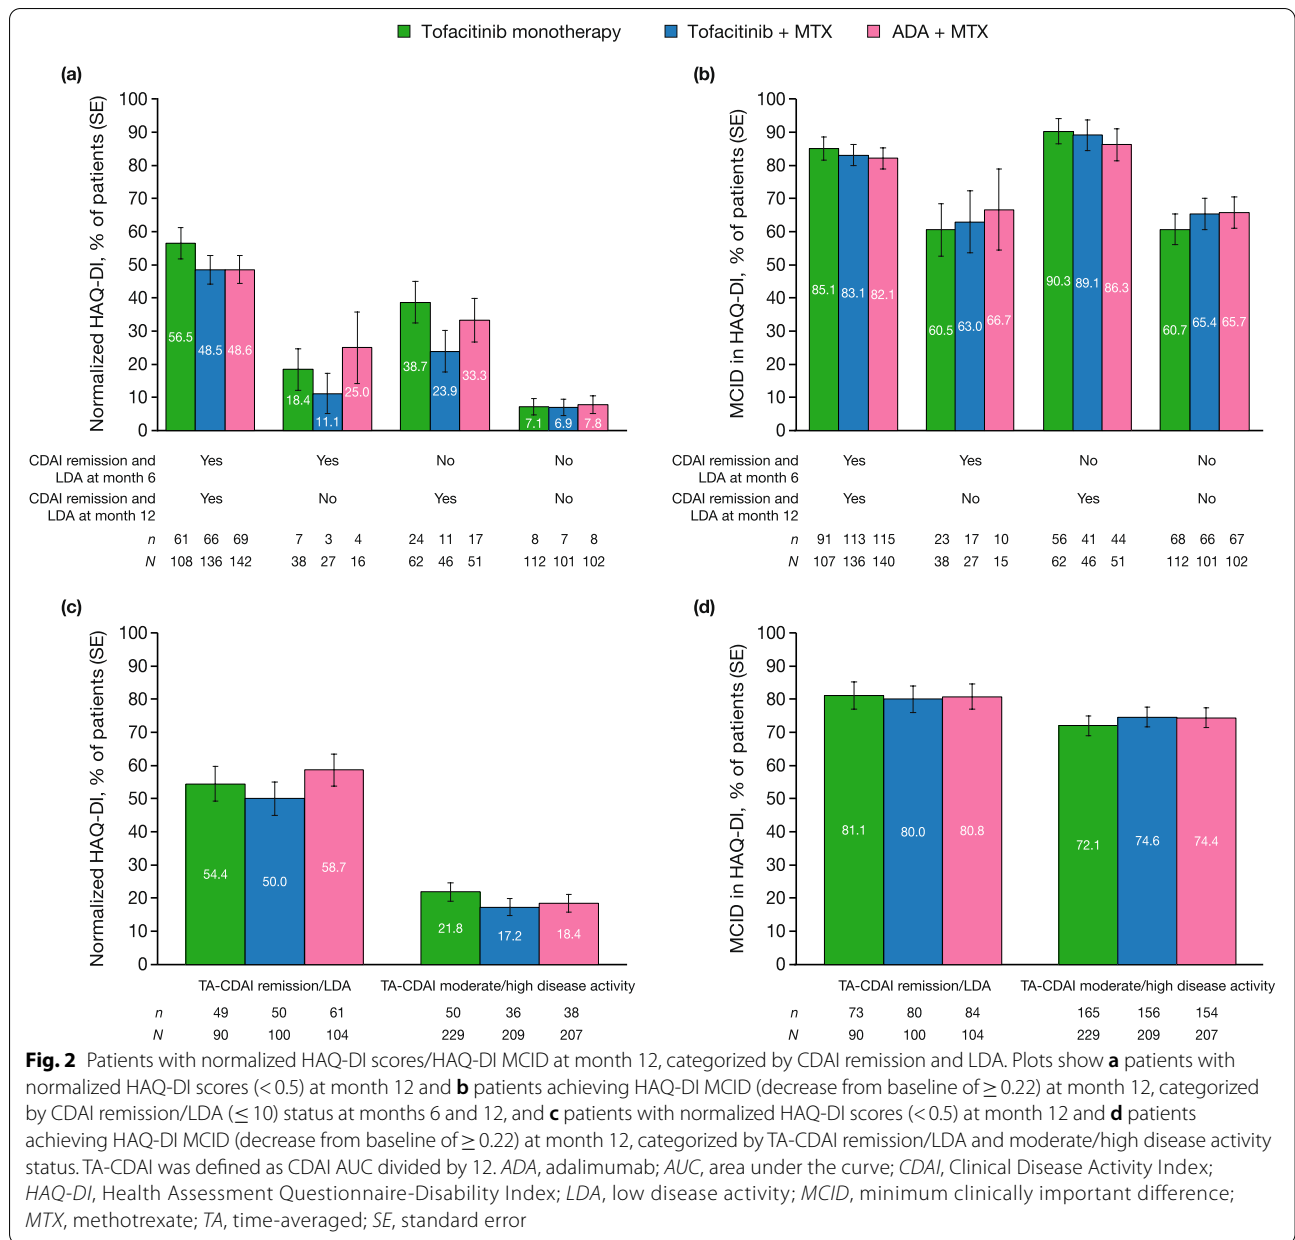 Tofacitinib monotherapy Tofacitinib + MTX ADA + MTX
(a)
Normalized HAQ-DI, % of patients (SE)
100
90
80
70
60
50
40
30
20
10
0
56.5 48.5 48.6 18.4 11.1 25.0 38.7 23.9 33.3 7.1 6.9 7.8
CDAI remission and LDA at month 6 Yes Yes No No
CDAI remission and LDA at month 12 Yes No Yes No
n 61 66 69 7 3 4 24 11 17 8 7 8
N 108 136 142 38 27 16 62 46 51 112 101 102
(b)
MCID in HAQ-DI, % of patients (SE)
100
90
80
70
60
50
40
30
20
10
0
85.1 83.1 82.1 60.5 63.0 66.7 90.3 89.1 86.3 60.7 65.4 65.7
CDAI remission and LDA at month 6 Yes Yes No No
CDAI remission and LDA at month 12 Yes No Yes No
n 91 113 115 23 17 10 56 41 44 68 66 67
N 107 136 140 38 27 15 62 46 51 112 101 102
(c)
Normalized HAQ-DI, % of patients (SE)
100
90
80
70
60
50
40
30
20
10
0
54.4 50.0 58.7 21.8 17.2 18.4
TA-CDAI remission/LDA TA-CDAI moderate/high disease activity
n 49 50 61 50 36 38
N 90 100 104 229 209 207
(d)
MCID in HAQ-DI, % of patients (SE)
100
90
80
70
60
50
40
30
20
10
0
81.1 80.0 80.8 72.1 74.6 74.4
TA-CDAI remission/LDA TA-CDAI moderate/high disease activity
n 73 80 84 165 156 154
N 90 100 104 229 209 207
Fig. 2 Patients with normalized HAQ-DI scores/HAQ-DI MCID at month 12, categorized by CDAI remission and LDA. Plots show a patients with
normalized HAQ-DI scores (< 0.5) at month 12 and b patients achieving HAQ-DI MCID (decrease from baseline of ≥ 0.22) at month 12, categorized
by CDAI remission/LDA (≤ 10) status at months 6 and 12, and c patients with normalized HAQ-DI scores (< 0.5) at month 12 and d patients
achieving HAQ-DI MCID (decrease from baseline of ≥ 0.22) at month 12, categorized by TA-CDAI remission/LDA and moderate/high disease activity
status. TA-CDAI was defined as CDAI AUC divided by 12. ADA, adalimumab; AUC, area under the curve; CDAI, Clinical Disease Activity Index;
HAQ-DI, Health Assessment Questionnaire-Disability Index; LDA, low disease activity; MCID, minimum clinically important difference;
MTX, methotrexate; TA, time-averaged; SE, standard error